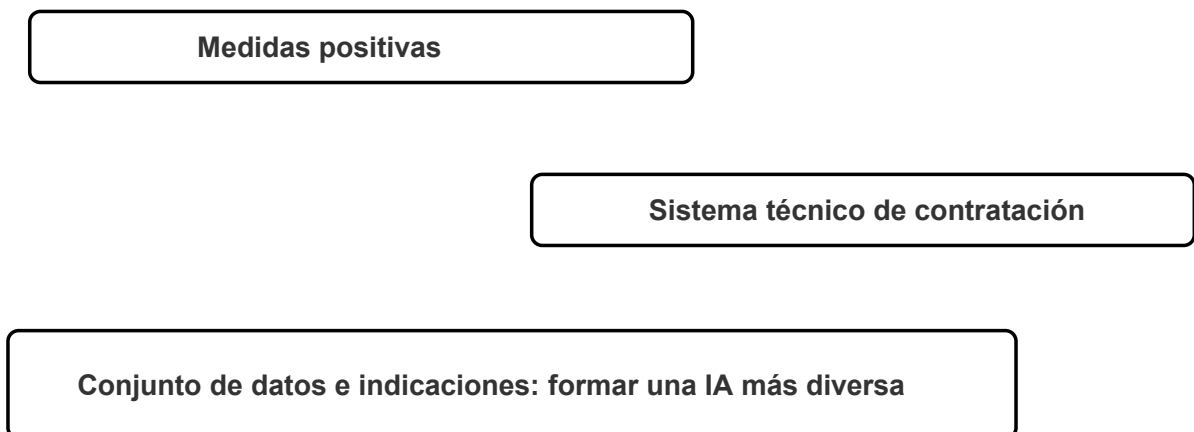 Medidas positivas
Sistema técnico de contratación
Conjunto de datos e indicaciones: formar una IA más diversa